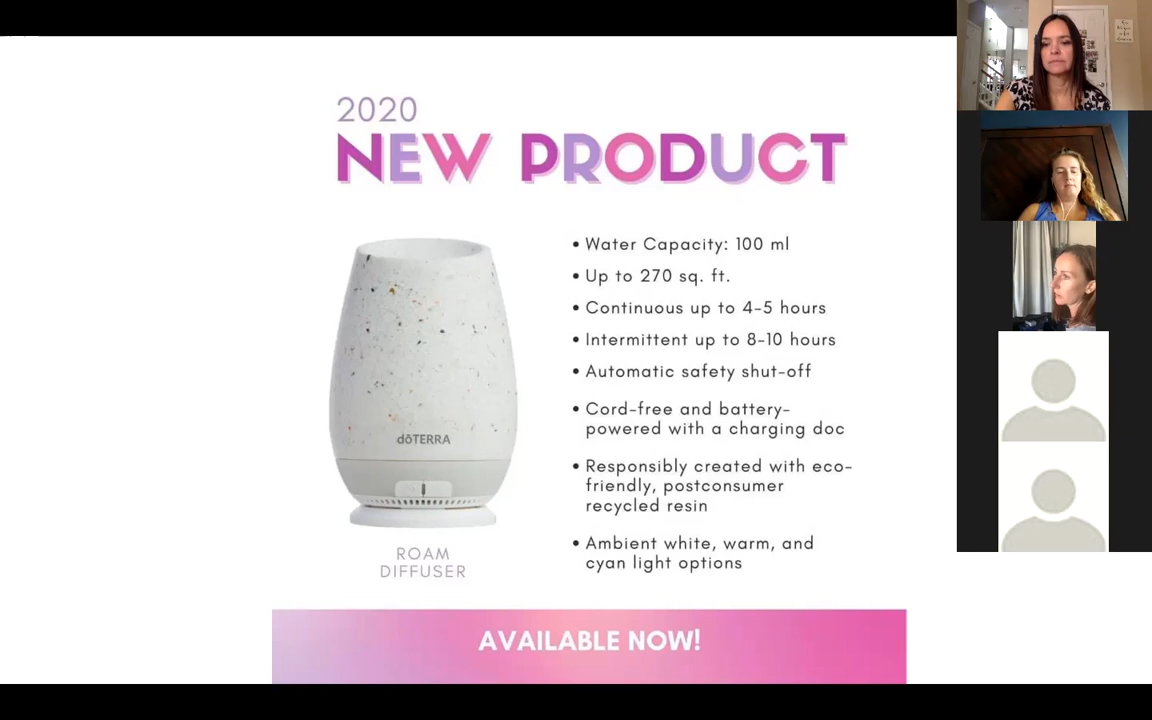 2020
NEW PRODUCT
• Water Capacity: 100 ml
• Up to 270 sq. ft.
• Continuous up to 4-5 hours
• Intermittent up to 8-10 hours
• Automatic safety shut-off
• Cord-free and battery-
powered with a charging doc
• Responsibly created with eco-
friendly, postconsumer
recycled resin
• Ambient white, warm, and
cyan light options
dōTERRA
ROAM
DIFFUSER
AVAILABLE NOW!